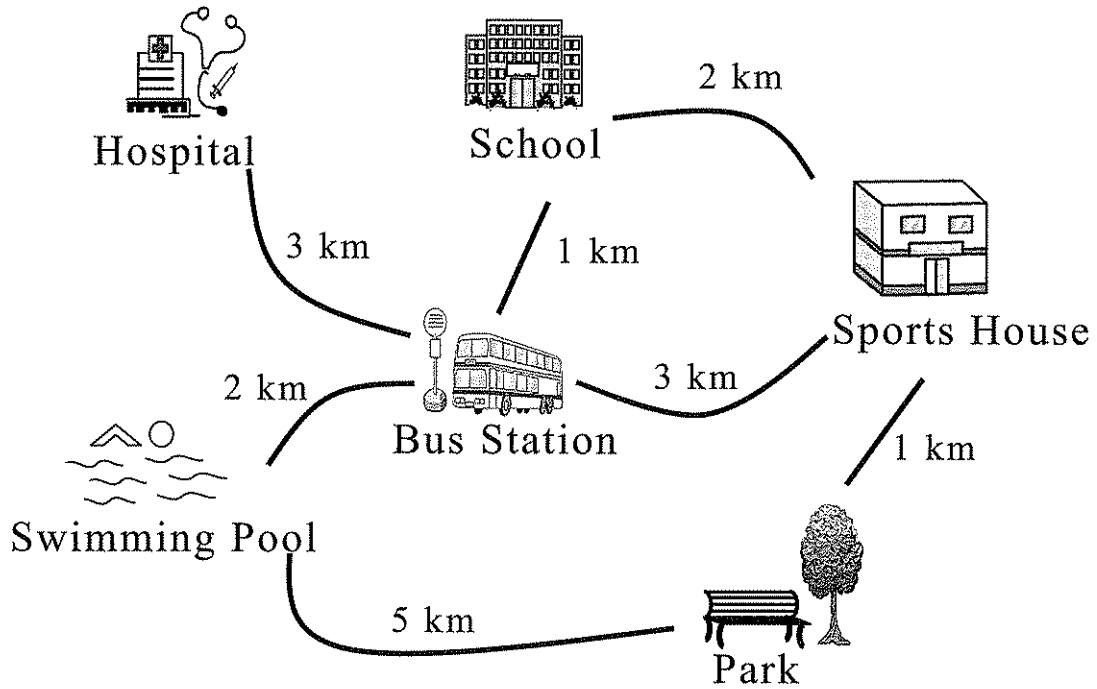 2 km
Hospital
School
3 km
1 km
Sports House
2 km
3 km
Bus Station
1 km
Swimming Pool
5 km
Park